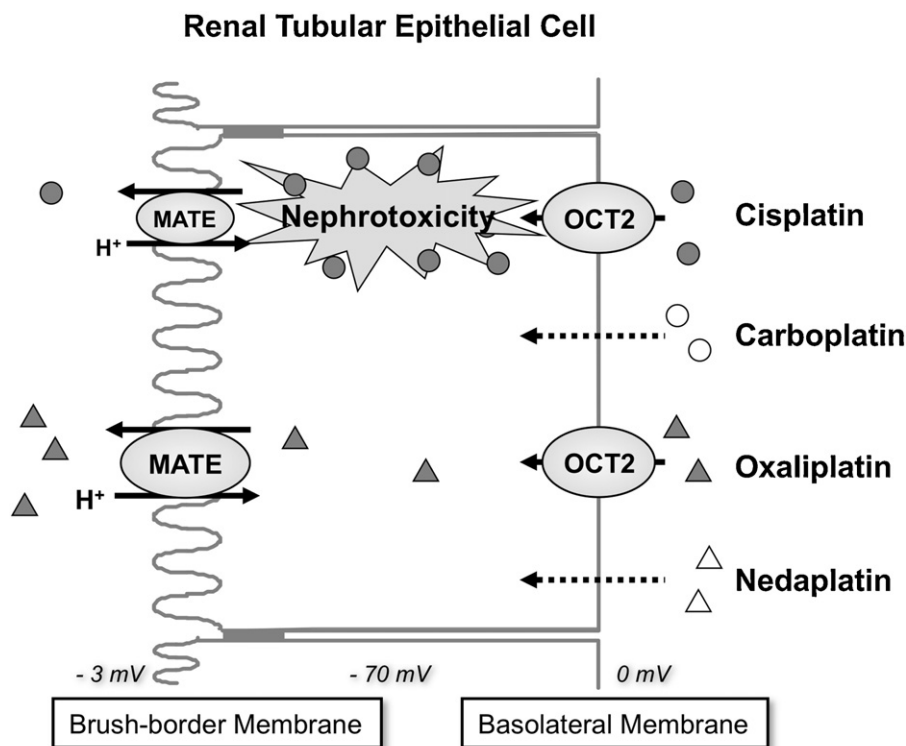 Renal Tubular Epithelial Cell
MATE
Nephrotoxicity
OCT2
Cisplatin
H⁺
Carboplatin
MATE
OCT2
Oxaliplatin
H⁺
Nedaplatin
- 3 mV
- 70 mV
0 mV
Brush-border Membrane
Basolateral Membrane